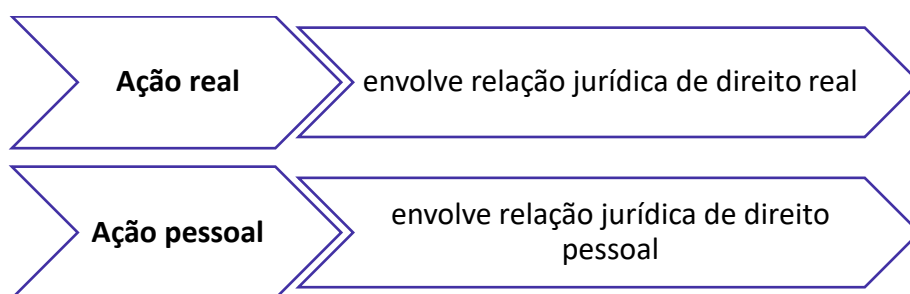 Ação real
envolve relação jurídica de direito real
Ação pessoal
envolve relação jurídica de direito
pessoal